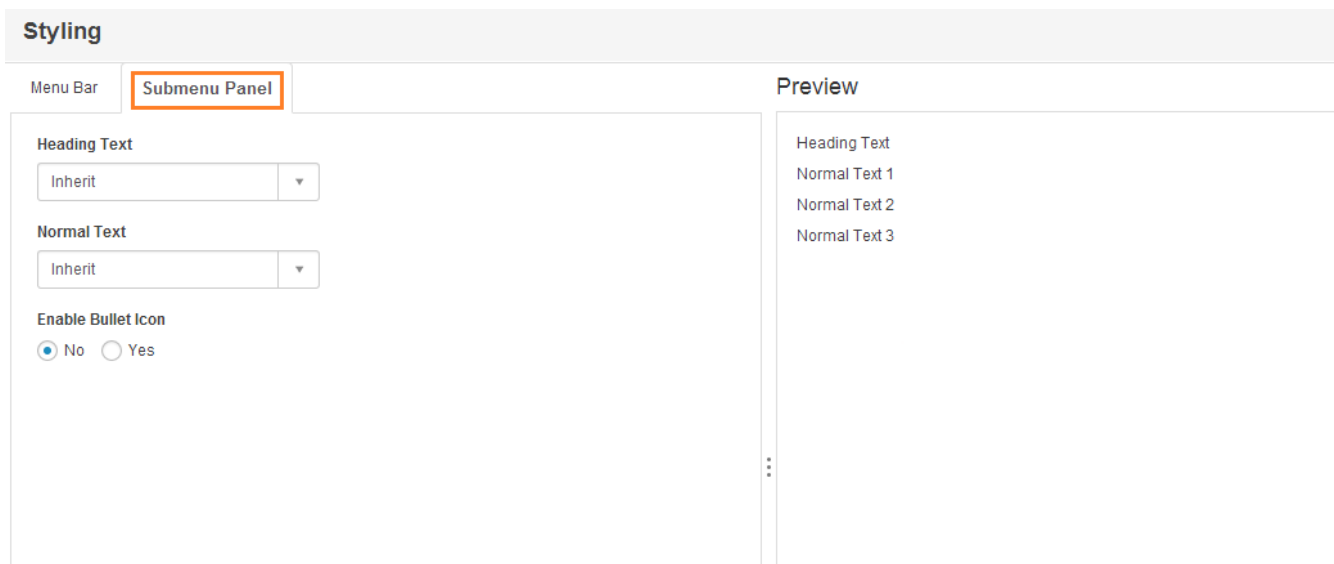 Styling
Menu Bar
Submenu Panel
Heading Text
Inherit
Normal Text
Inherit
Enable Bullet Icon
No Yes
Preview
Heading Text
Normal Text 1
Normal Text 2
Normal Text 3